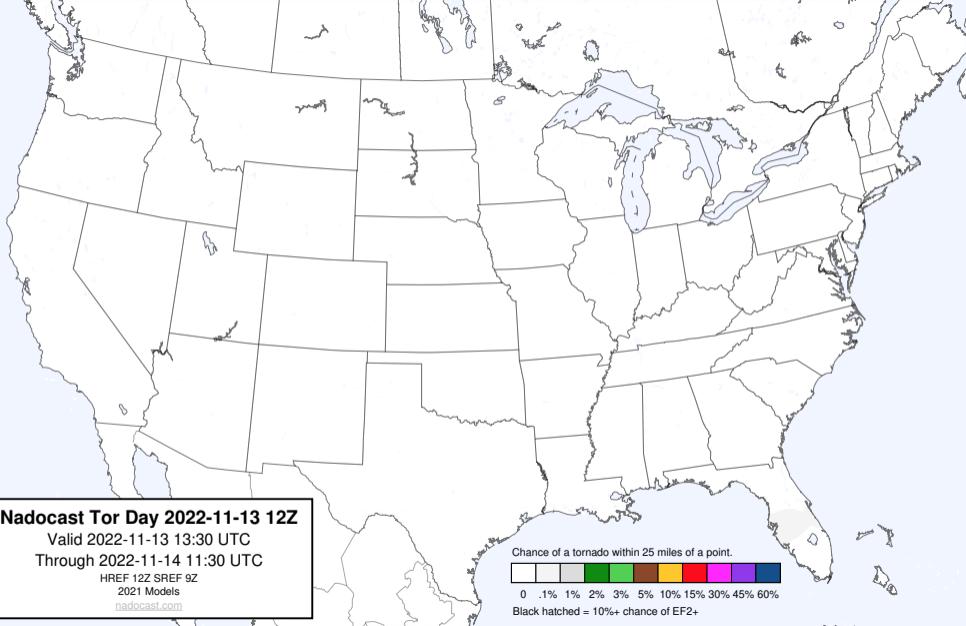 Nadocast Tor Day 2022-11-13 12Z
Valid 2022-11-13 13:30 UTC
Through 2022-11-14 11:30 UTC
HREF 12Z SREF 9Z
2021 Models
nadocast.com
Chance of a tornado within 25 miles of a point.
0 .1% 1% 2% 3% 5% 10% 15% 30% 45% 60%
Black hatched = 10%+ chance of EF2+